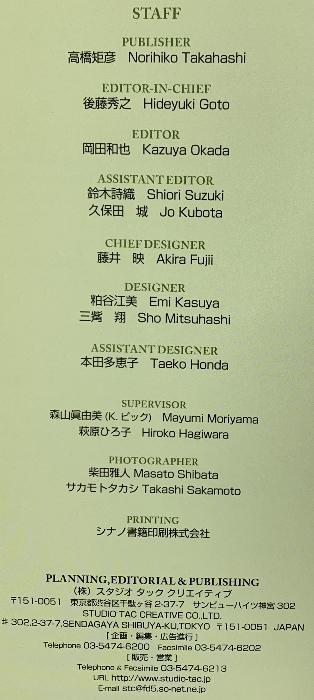 STAFF
PUBLISHER
高橋矩彦　Norihiko Takahashi
EDITOR-IN-CHIEF
後藤秀之　Hideyuki Goto
EDITOR
岡田和也　Kazuya Okada
ASSISTANT EDITOR
鈴木詩織　Shiori Suzuki
久保田　城　Jo Kubota
CHIEF DESIGNER
藤井　映　Akira Fujii
DESIGNER
粕谷江美　Emi Kasuya
三觜　翔　Sho Mitsuhashi
ASSISTANT DESIGNER
本田多恵子　Taeko Honda
SUPERVISOR
森山眞由美（K. ビック）　Mayumi Moriyama
萩原ひろ子　Hiroko Hagiwara
PHOTOGRAPHER
柴田雅人 Masato Shibata
サカモトタカシ Takashi Sakamoto
PRINTING
シナノ書籍印刷株式会社
PLANNING,EDITORIAL & PUBLISHING
（株）スタジオ タック クリエイティブ
〒151-0051　東京都渋谷区千駄ヶ谷 2-37-7　サンビューハイツ神宮 302
STUDIO TAC CREATIVE CO.,LTD.
# 302,2-37-7,SENDAGAYA SHIBUYA-KU,TOKYO 〒151-0051 JAPAN
［企画・編集・広告進行］
Telephone 03-5474-6200　Facsimile 03-5474-6202
［販売・営業］
Telephone & Facsimile 03-5474-6213
URL http://www.studio-tac.jp
E-mail stc@fd5.so-net.ne.jp